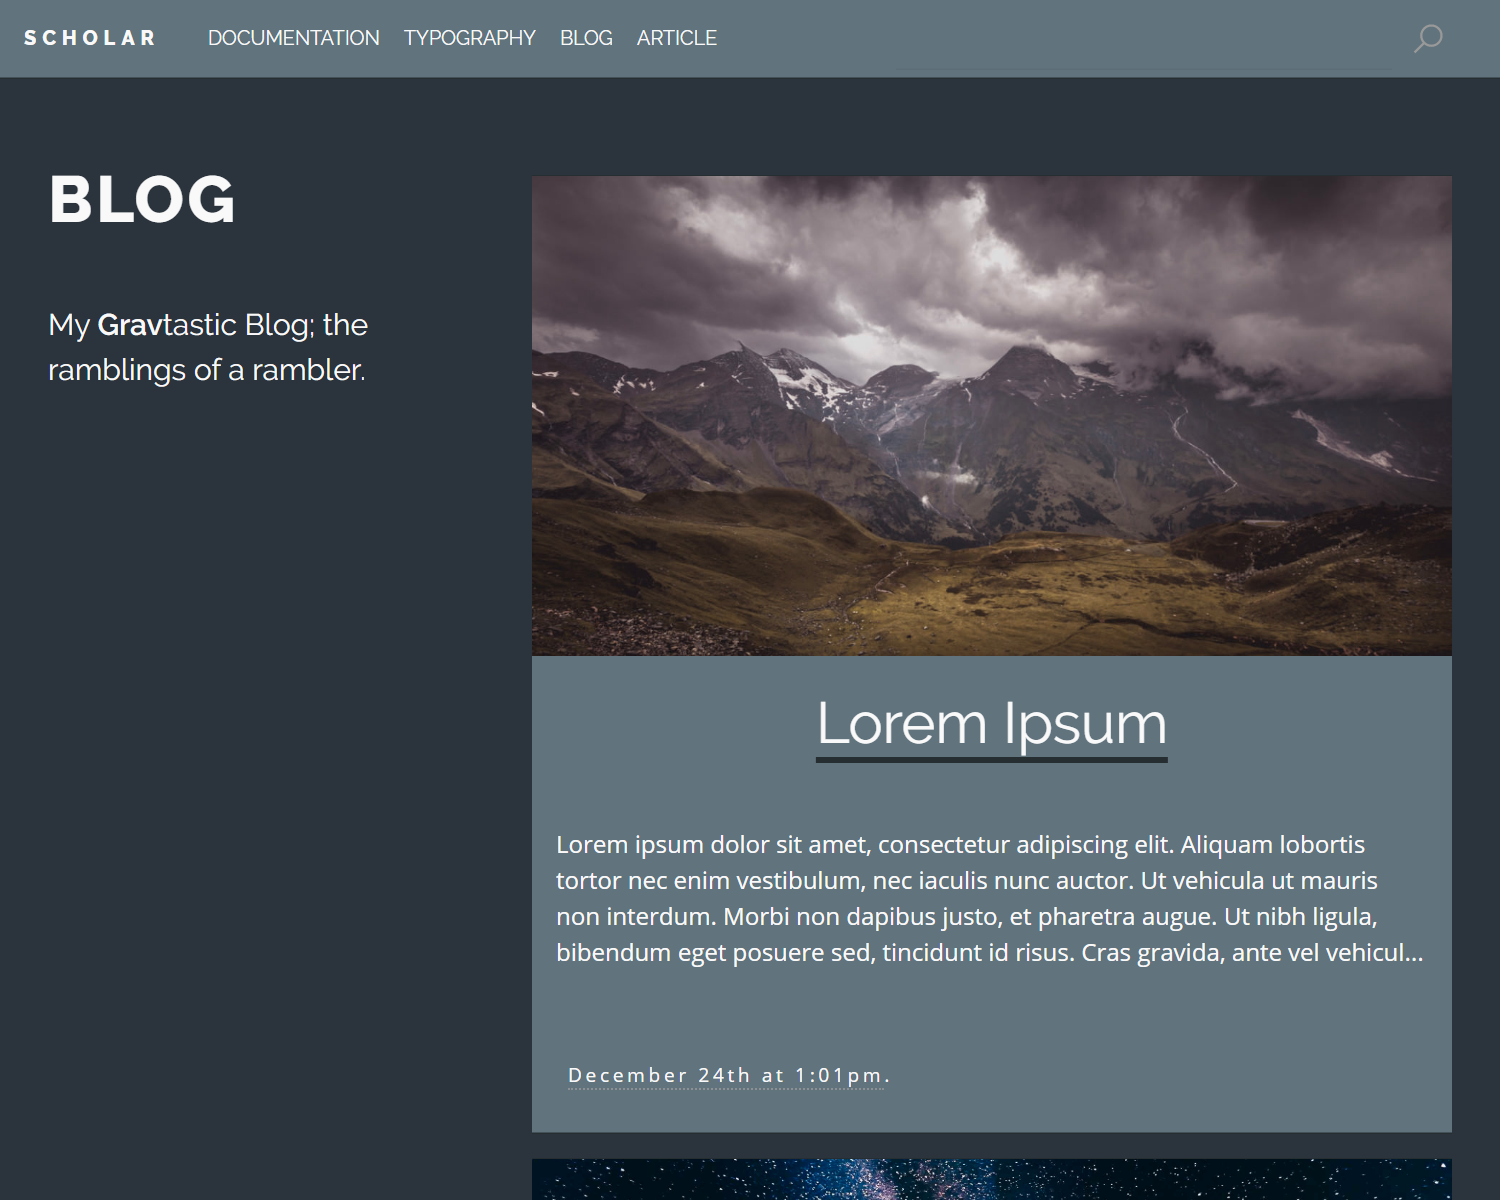 SCHOLAR DOCUMENTATION TYPOGRAPHY BLOG ARTICLE
BLOG
My Gravtastic Blog; the
ramblings of a rambler.
Lorem Ipsum
Lorem ipsum dolor sit amet, consectetur adipiscing elit. Aliquam lobortis
tortor nec enim vestibulum, nec iaculis nunc auctor. Ut vehicula ut mauris
non interdum. Morbi non dapibus justo, et pharetra augue. Ut nibh ligula,
bibendum eget posuere sed, tincidunt id risus. Cras gravida, ante vel vehicul...
December 24th at 1:01pm.